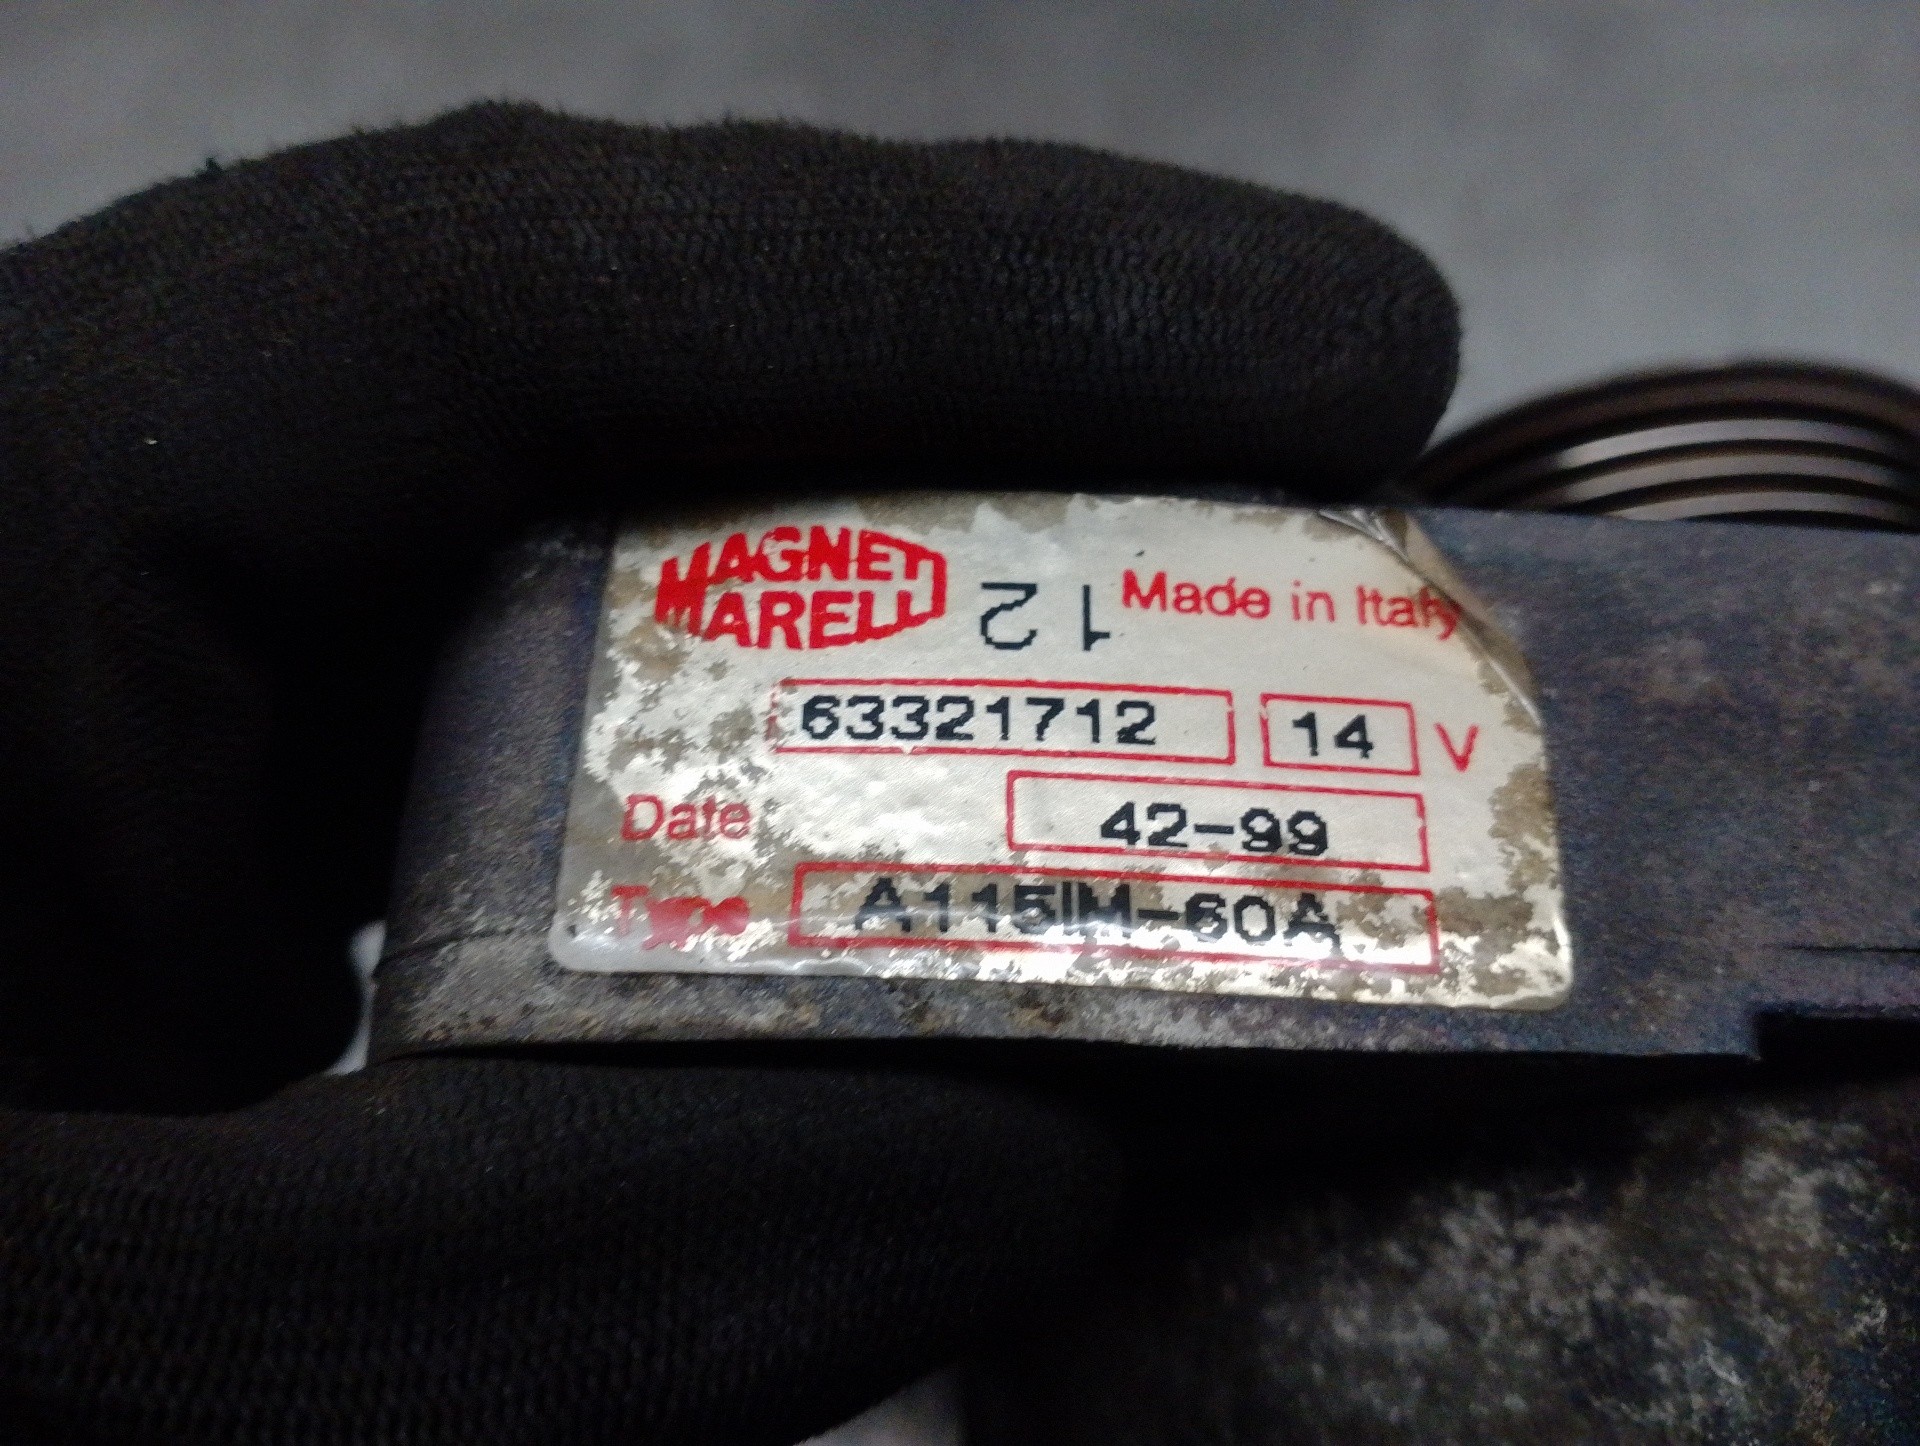 MAGNETI
MARELLI
12
Made in Italy
63321712 14 V
Date 42-99
Type A115IM-60A